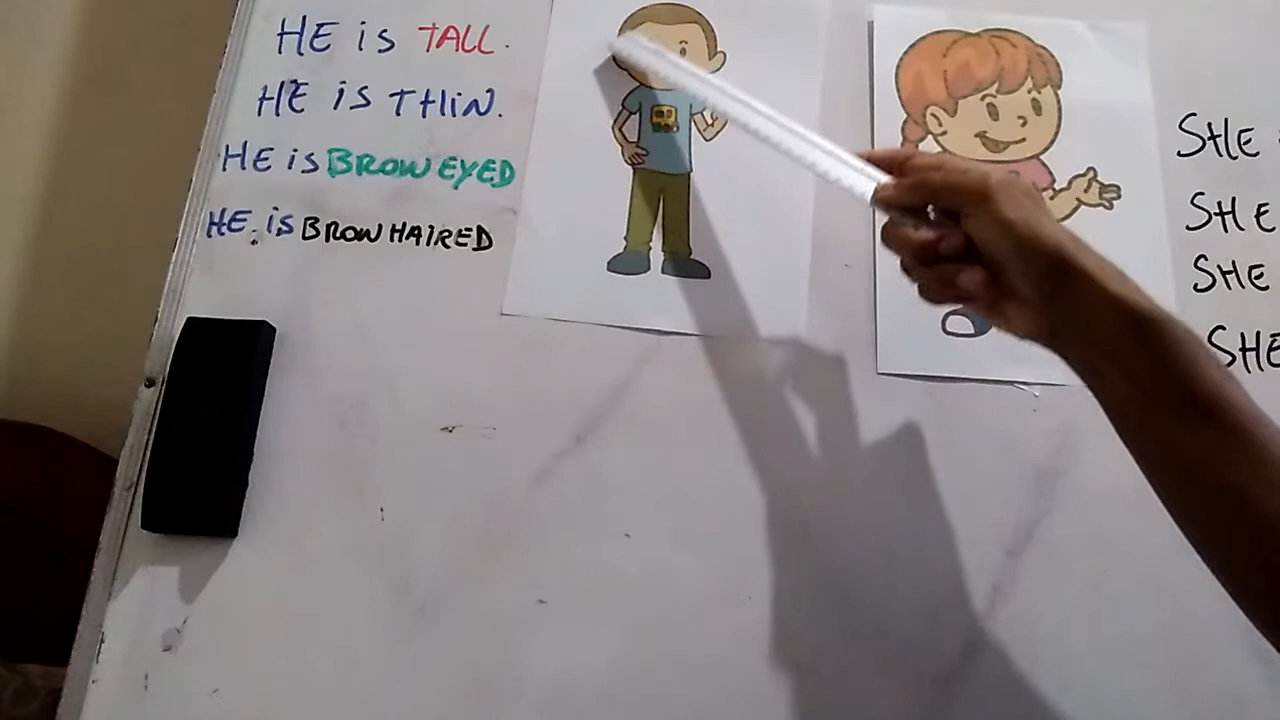 HE iS TALL.
HE iS THiN.
HE iS BROW EYED
HE iS BROW HAiRED
SHE
SHE
SHE
SHE